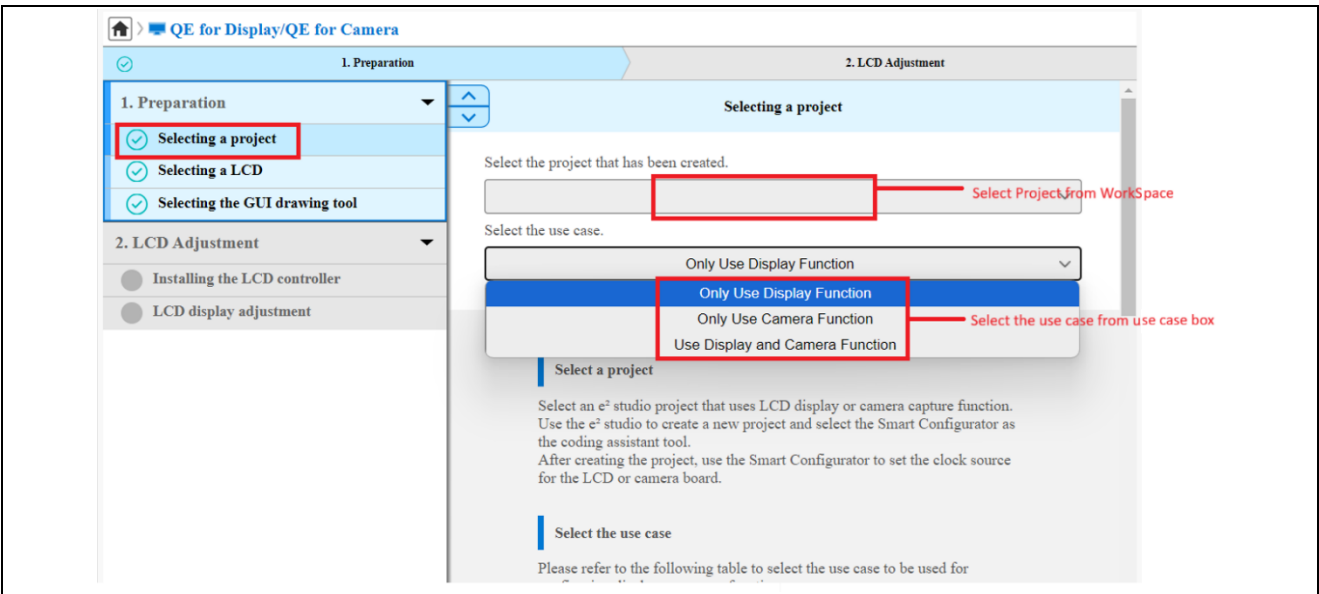 QE for Display/QE for Camera
1. Preparation
2. LCD Adjustment
1. Preparation
Selecting a project
Selecting a LCD
Selecting the GUI drawing tool
2. LCD Adjustment
Installing the LCD controller
LCD display adjustment
Selecting a project
Select the project that has been created.
Select Project from WorkSpace
Select the use case.
Only Use Display Function
Only Use Display Function
Only Use Camera Function
Use Display and Camera Function
Select the use case from use case box
Select a project
Select an e² studio project that uses LCD display or camera capture function.
Use the e² studio to create a new project and select the Smart Configurator as
the coding assistant tool.
After creating the project, use the Smart Configurator to set the clock source
for the LCD or camera board.
Select the use case
Please refer to the following table to select the use case to be used for